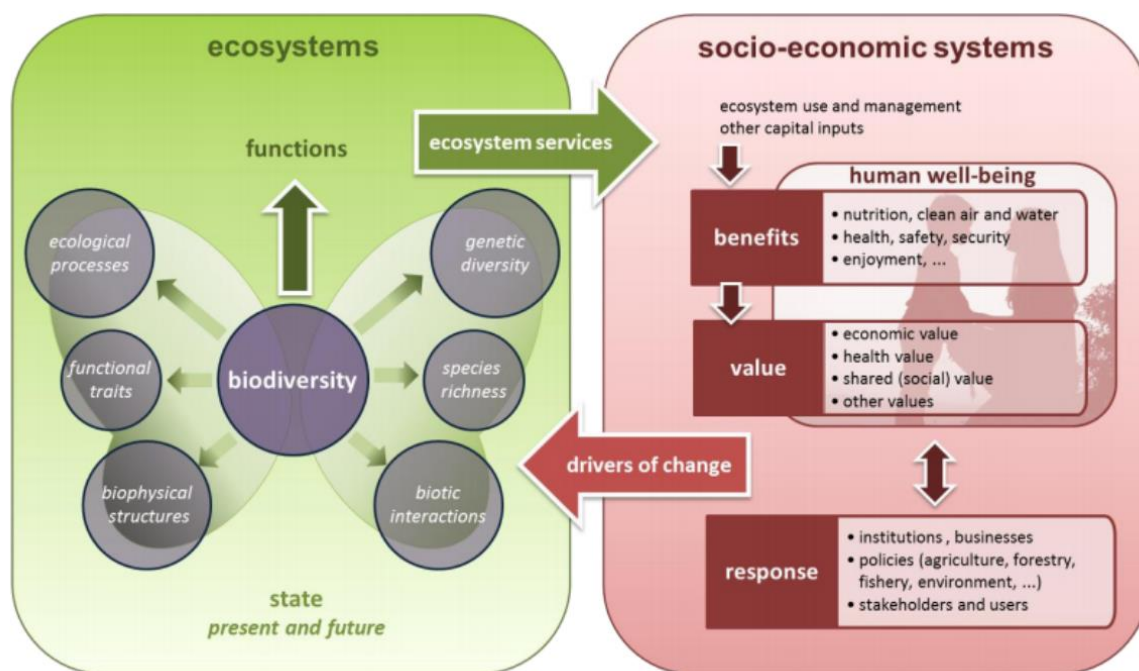 ecosystems
functions
ecological
processes
genetic
diversity
functional
traits
biodiversity
species
richness
biophysical
structures
biotic
interactions
state
present and future
ecosystem services
drivers of change
socio-economic systems
ecosystem use and management
other capital inputs
human well-being
benefits
• nutrition, clean air and water
• health, safety, security
• enjoyment, ...
value
• economic value
• health value
• shared (social) value
• other values
response
• institutions , businesses
• policies (agriculture, forestry,
fishery, environment, ...)
• stakeholders and users